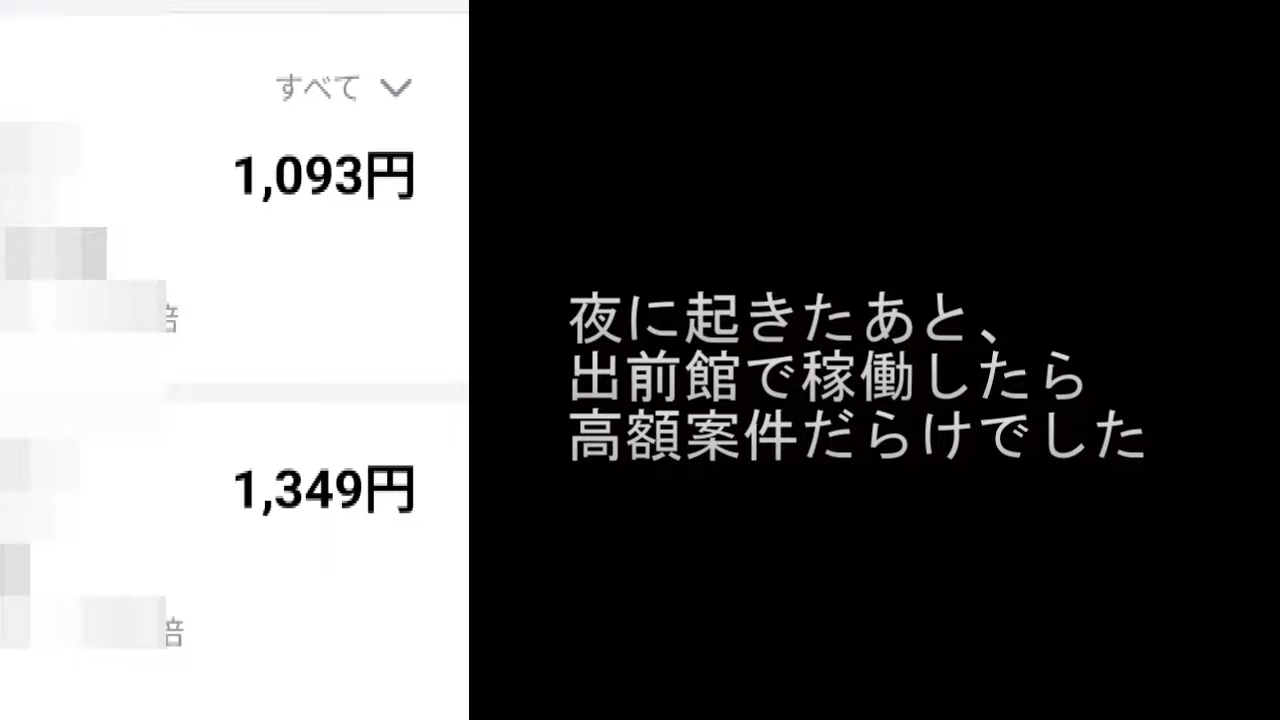 すべて
1,093円
倍
1,349円
倍
夜に起きたあと、
出前館で稼働したら
高額案件だらけでした